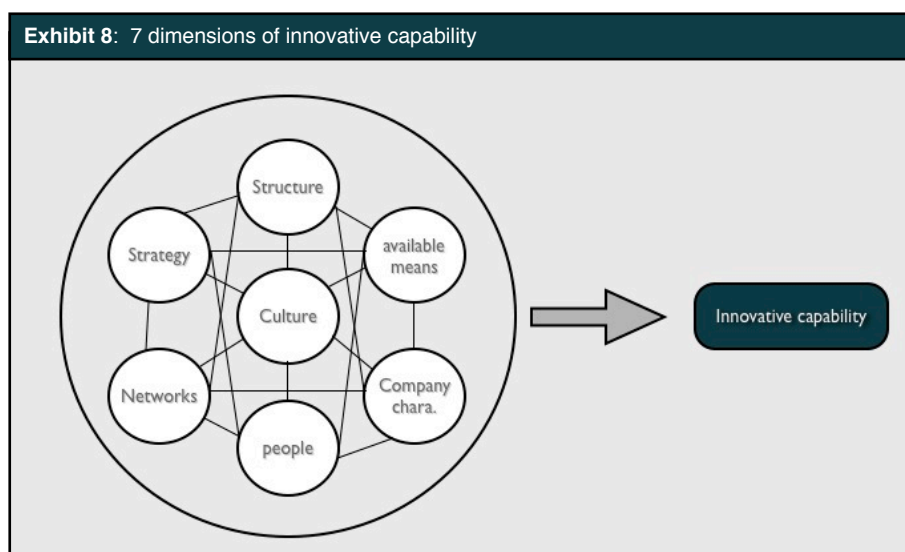 Exhibit 8: 7 dimensions of innovative capability
Structure
Strategy
available
means
Culture
Innovative capability
Networks
Company
chara.
people